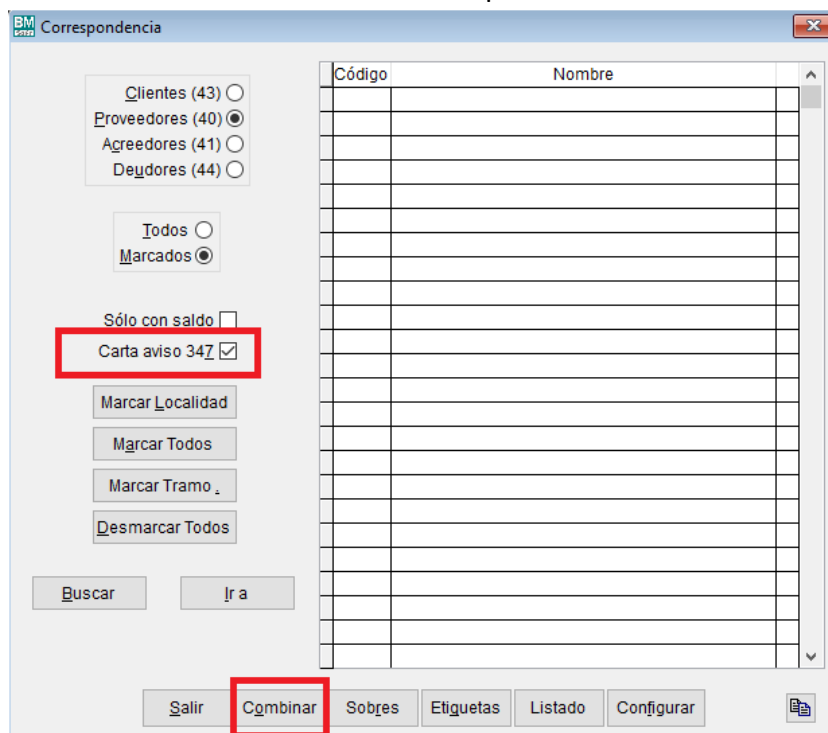 BM
Correspondencia
Código Nombre
Clientes (43)
Proveedores (40)
Acreedores (41)
Deudores (44)
Todos
Marcados
Sólo con saldo
Carta aviso 347
Marcar Localidad
Marcar Todos
Marcar Tramo .
Desmarcar Todos
Buscar Ir a
Salir Combinar Sobres Etiquetas Listado Configurar